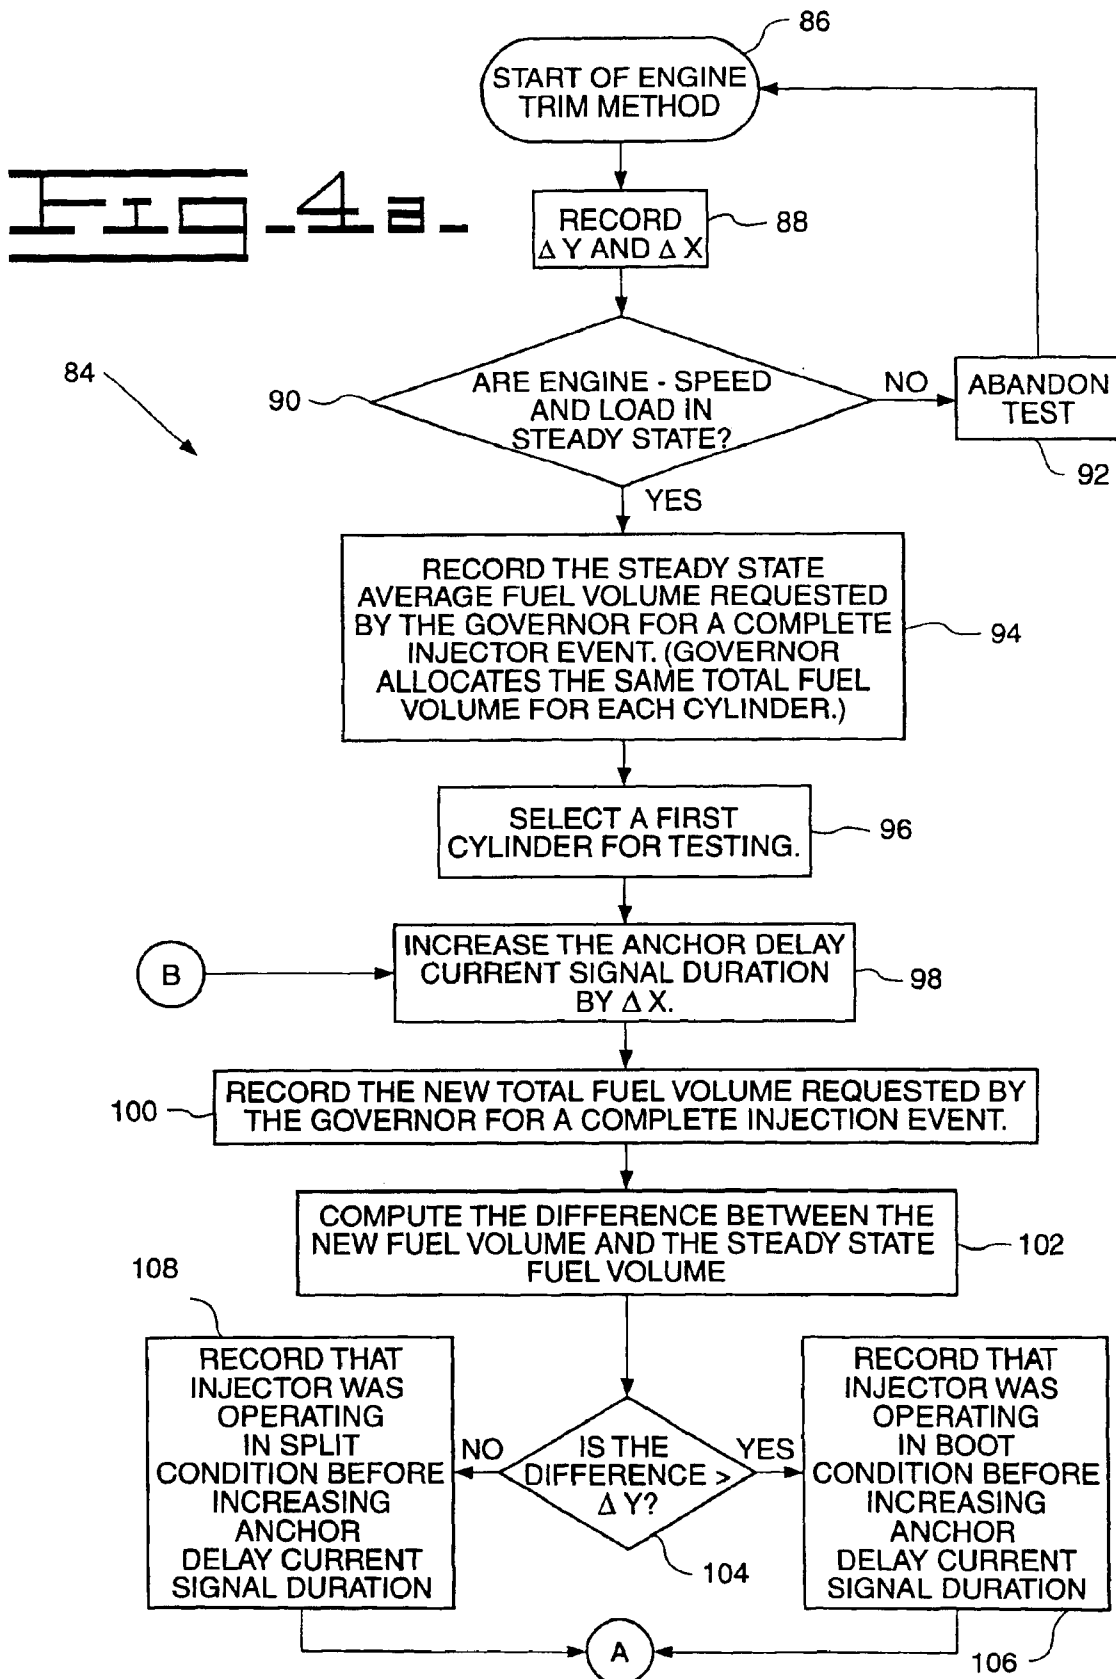 86
START OF ENGINE
TRIM METHOD
Fig_4a_
RECORD
Δ Y AND Δ X
88
84
90
ARE ENGINE - SPEED
AND LOAD IN
STEADY STATE?
NO
ABANDON
TEST
92
YES
RECORD THE STEADY STATE
AVERAGE FUEL VOLUME REQUESTED
BY THE GOVERNOR FOR A COMPLETE
INJECTOR EVENT. (GOVERNOR
ALLOCATES THE SAME TOTAL FUEL
VOLUME FOR EACH CYLINDER.)
94
SELECT A FIRST
CYLINDER FOR TESTING.
96
B
INCREASE THE ANCHOR DELAY
CURRENT SIGNAL DURATION
BY Δ X.
98
100
RECORD THE NEW TOTAL FUEL VOLUME REQUESTED BY
THE GOVERNOR FOR A COMPLETE INJECTION EVENT.
COMPUTE THE DIFFERENCE BETWEEN THE
NEW FUEL VOLUME AND THE STEADY STATE
FUEL VOLUME
102
108
RECORD THAT
INJECTOR WAS
OPERATING
IN SPLIT
CONDITION BEFORE
INCREASING
ANCHOR
DELAY CURRENT
SIGNAL DURATION
NO
IS THE
DIFFERENCE >
Δ Y?
YES
104
RECORD THAT
INJECTOR WAS
OPERATING
IN BOOT
CONDITION BEFORE
INCREASING
ANCHOR
DELAY CURRENT
SIGNAL DURATION
106
A